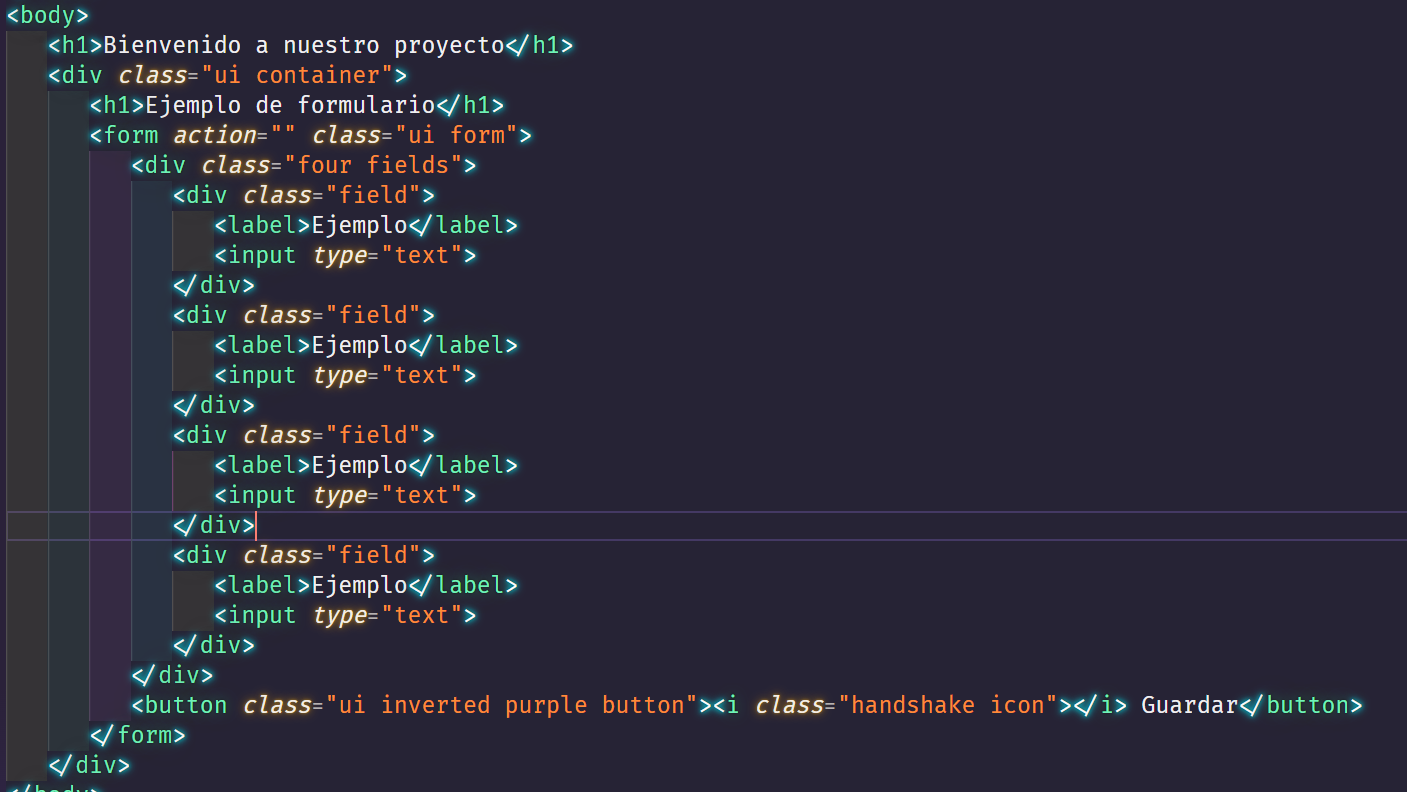 <body>
<h1>Bienvenido a nuestro proyecto</h1>
<div class="ui container">
<h1>Ejemplo de formulario</h1>
<form action="" class="ui form">
<div class="four fields">
<div class="field">
<label>Ejemplo</label>
<input type="text">
</div>
<div class="field">
<label>Ejemplo</label>
<input type="text">
</div>
<div class="field">
<label>Ejemplo</label>
<input type="text">
</div>
<div class="field">
<label>Ejemplo</label>
<input type="text">
</div>
</div>
<button class="ui inverted purple button"><i class="handshake icon"></i> Guardar</button>
</form>
</div>
</body>